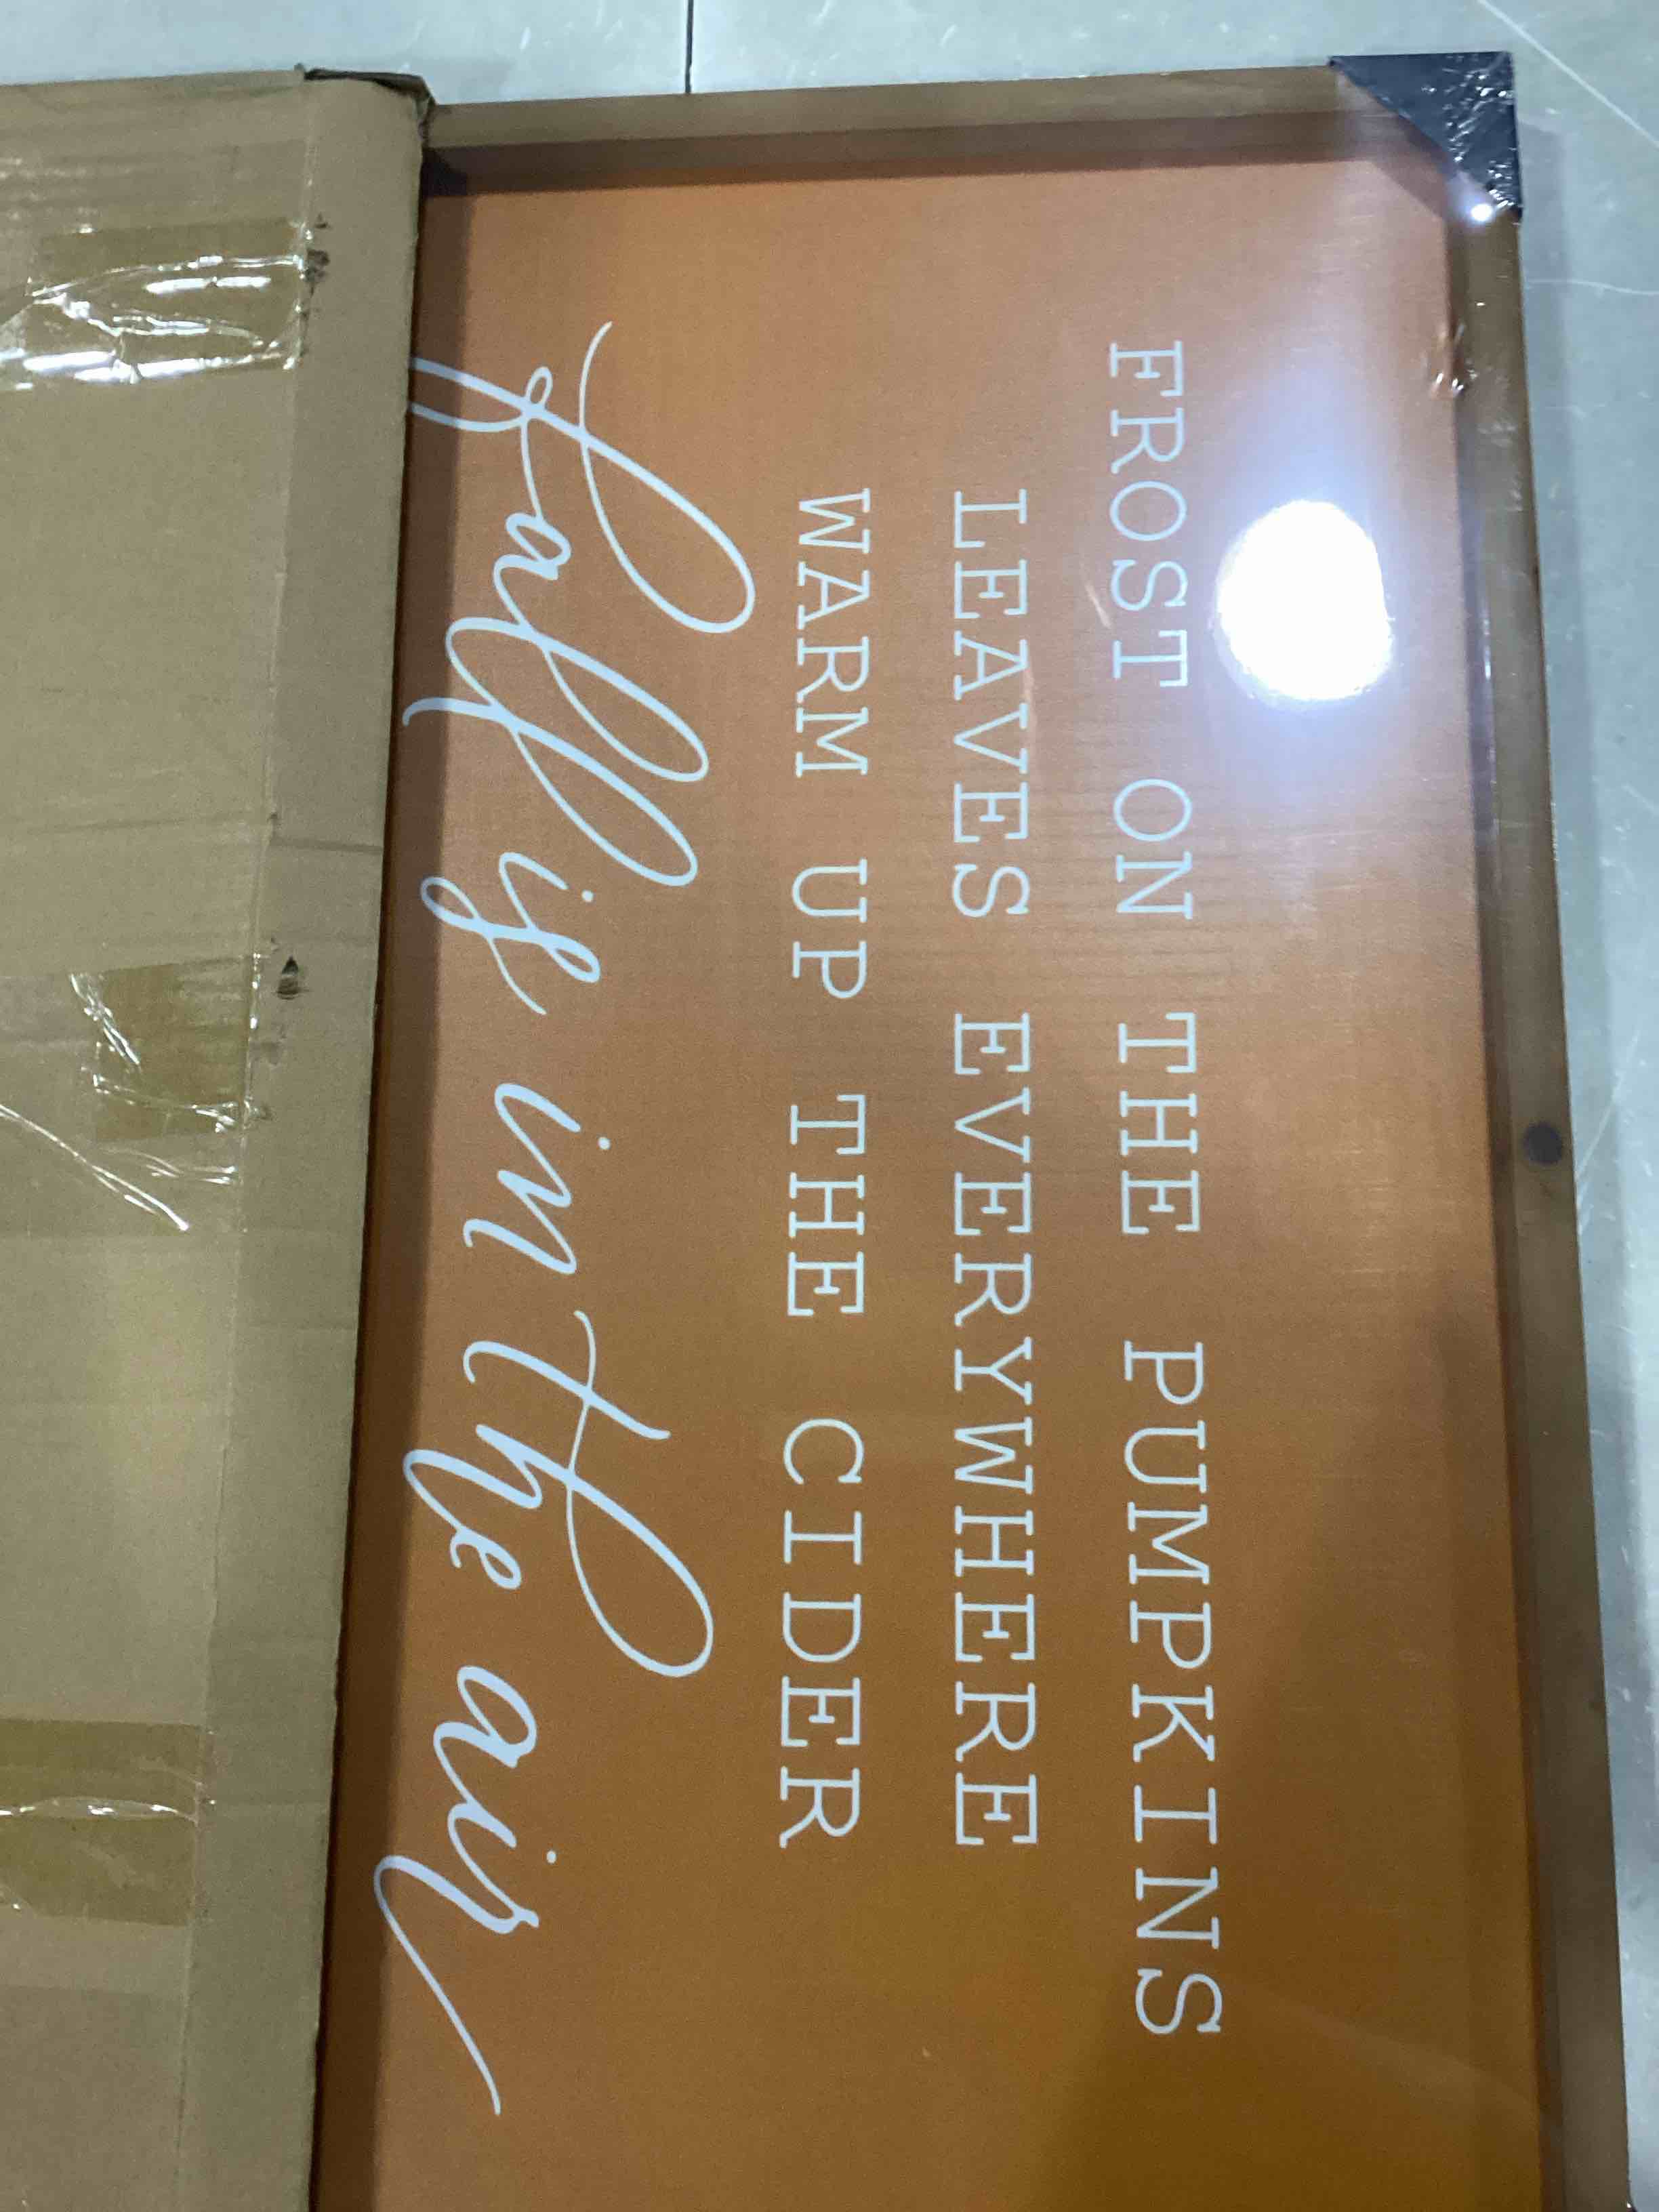 FROST ON THE PUMPKINS
LEAVES EVERYWHERE
WARM UP THE CIDER
fall is in the air